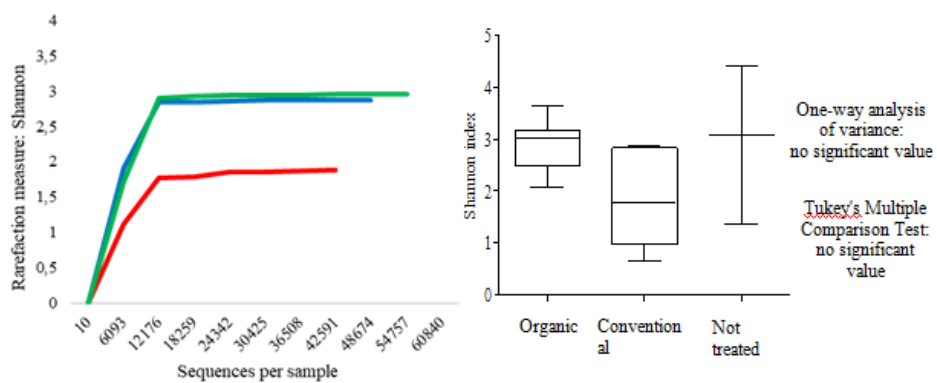 4
3,5
3
2,5
2
1,5
1
0,5
0
Rarefaction measure: Shannon
10
6093
12176
18259
24342
30425
36508
42591
48674
54757
60840
Sequences per sample
5
4
3
2
1
0
Shannon index
Organic
Convention
al
Not
treated
One-way analysis
of variance:
no significant value
Tukey's Multiple
Comparison Test:
no significant
value